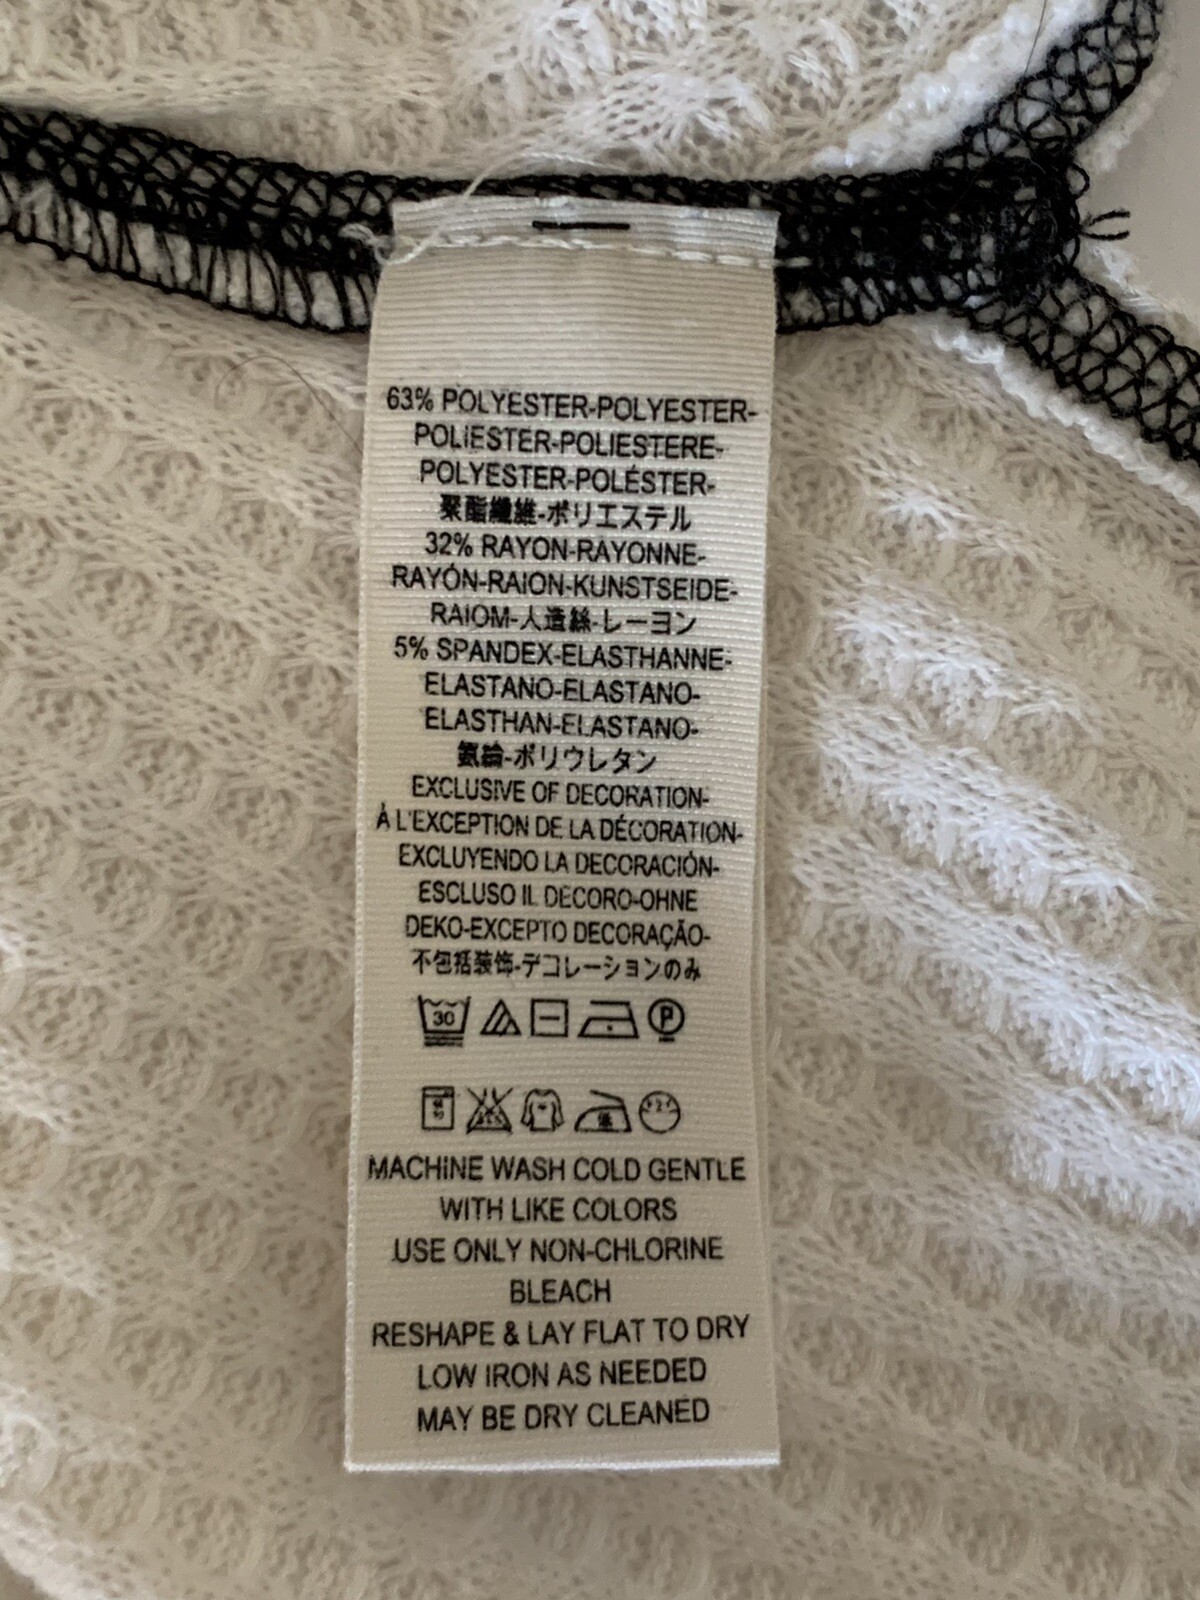 63% POLYESTER-POLYESTER-
POLIESTER-POLIESTERE-
POLYESTER-POLÉSTER-
聚酯纖維-ポリエステル
32% RAYON-RAYONNE-
RAYÓN-RAION-KUNSTSEIDE-
RAIOM-人造絲-レーヨン
5% SPANDEX-ELASTHANNE-
ELASTANO-ELASTANO-
ELASTHAN-ELASTANO-
氨綸-ポリウレタン
EXCLUSIVE OF DECORATION-
À L'EXCEPTION DE LA DÉCORATION-
EXCLUYENDO LA DECORACIÓN-
ESCLUSO IL DECORO-OHNE
DEKO-EXCEPTO DECORAÇÃO-
不包括装饰-デコレーションのみ
30 P
MACHINE WASH COLD GENTLE
WITH LIKE COLORS
USE ONLY NON-CHLORINE
BLEACH
RESHAPE & LAY FLAT TO DRY
LOW IRON AS NEEDED
MAY BE DRY CLEANED